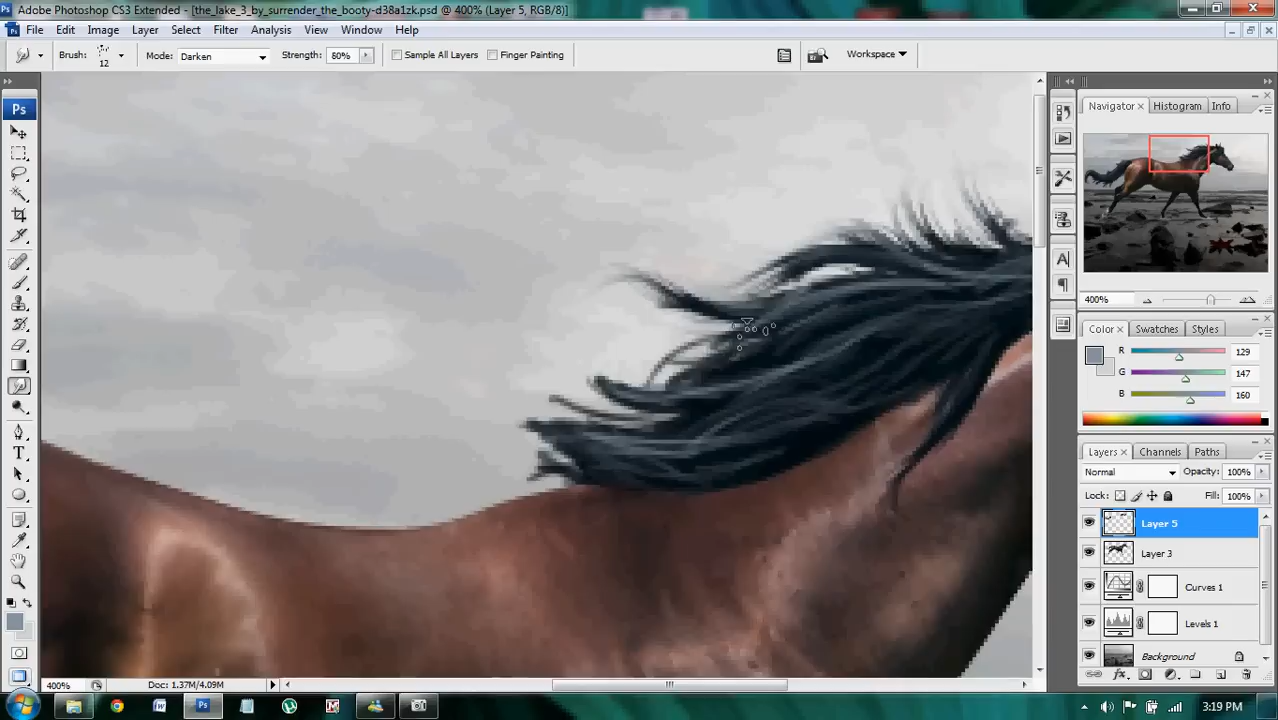 Adobe Photoshop CS3 Extended - [the_lake_3_by_surrender_the_booty-d38a1zk.psd @ 400% (Layer 5, RGB/8)]
File Edit Image Layer Select Filter Analysis View Window Help
Brush: 12 Mode: Darken Strength: 80% Sample All Layers Finger Painting Workspace
Ps
Navigator Histogram Info
400%
Color Swatches Styles
R 129
G 147
B 160
Layers Channels Paths
Normal Opacity: 100%
Lock: Fill: 100%
Layer 5
Layer 3
Curves 1
Levels 1
Background
400% Doc: 1.37M/4.09M
3:19 PM